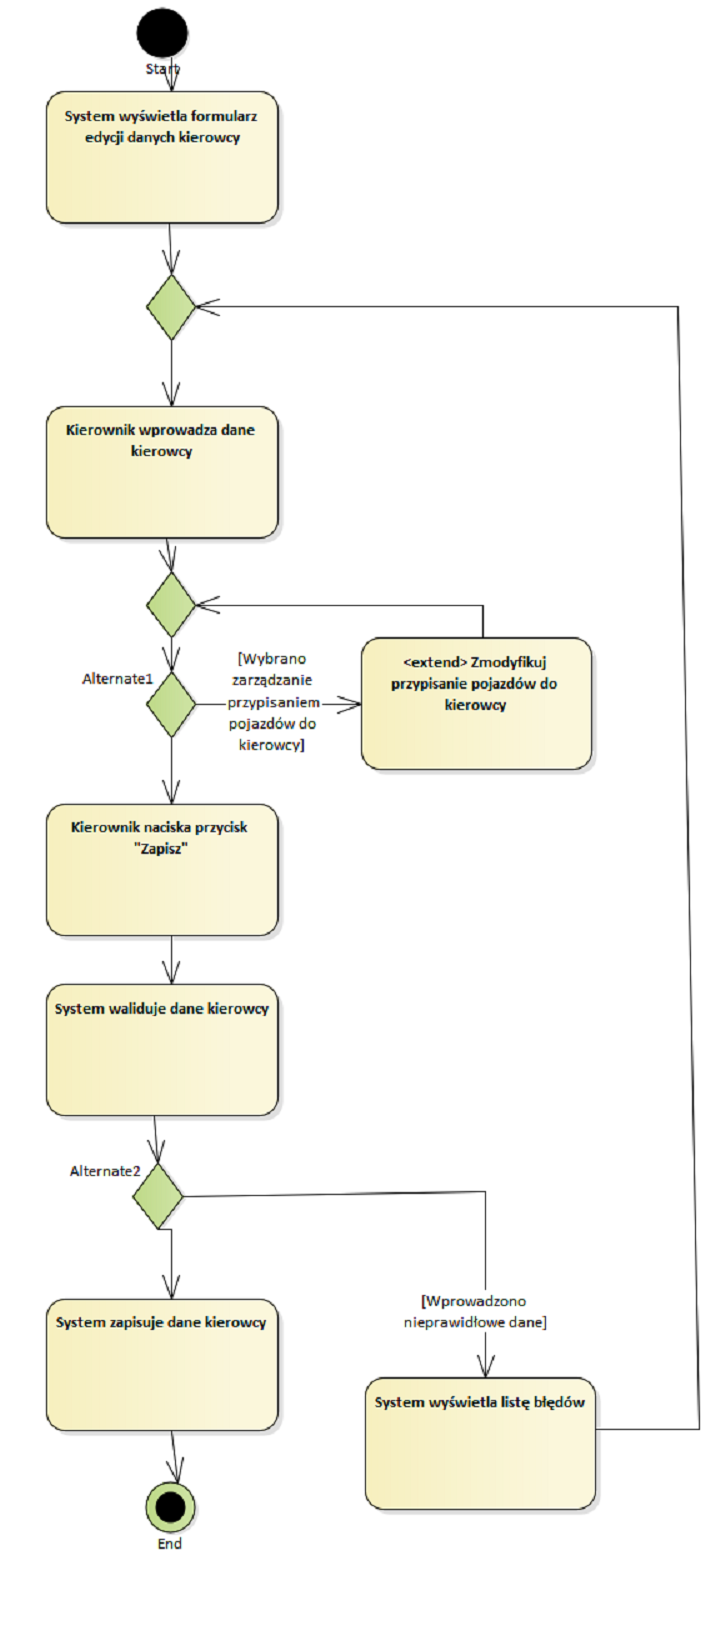 Start
System wyświetla formularz
edycji danych kierowcy
Kierownik wprowadza dane
kierowcy
Alternate1
[Wybrano
zarządzanie
przypisaniem
pojazdów do
kierowcy]
<extend> Zmodyfikuj
przypisanie pojazdów do
kierowcy
Kierownik naciska przycisk
"Zapisz"
System waliduje dane kierowcy
Alternate2
[Wprowadzono
nieprawidłowe dane]
System zapisuje dane kierowcy
System wyświetla listę błędów
End